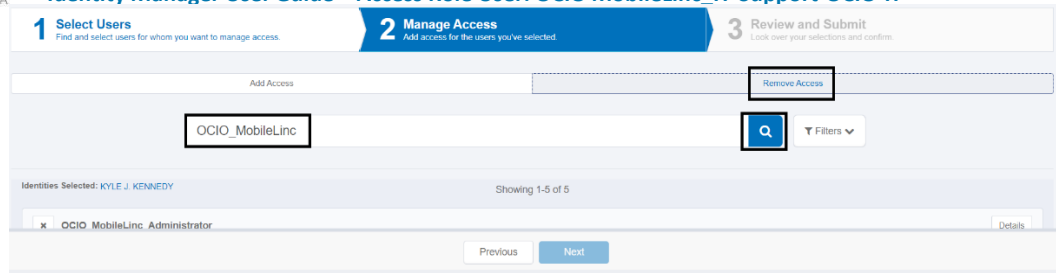 1 Select Users
Find and select users for whom you want to manage access.
2 Manage Access
Add access for the users you've selected.
3 Review and Submit
Look over your selections and confirm.
Add Access
Remove Access
OCIO_MobileLinc
Filters
Identities Selected: KYLE J. KENNEDY
Showing 1-5 of 5
OCIO_MobileLinc_Administrator
Details
Previous
Next